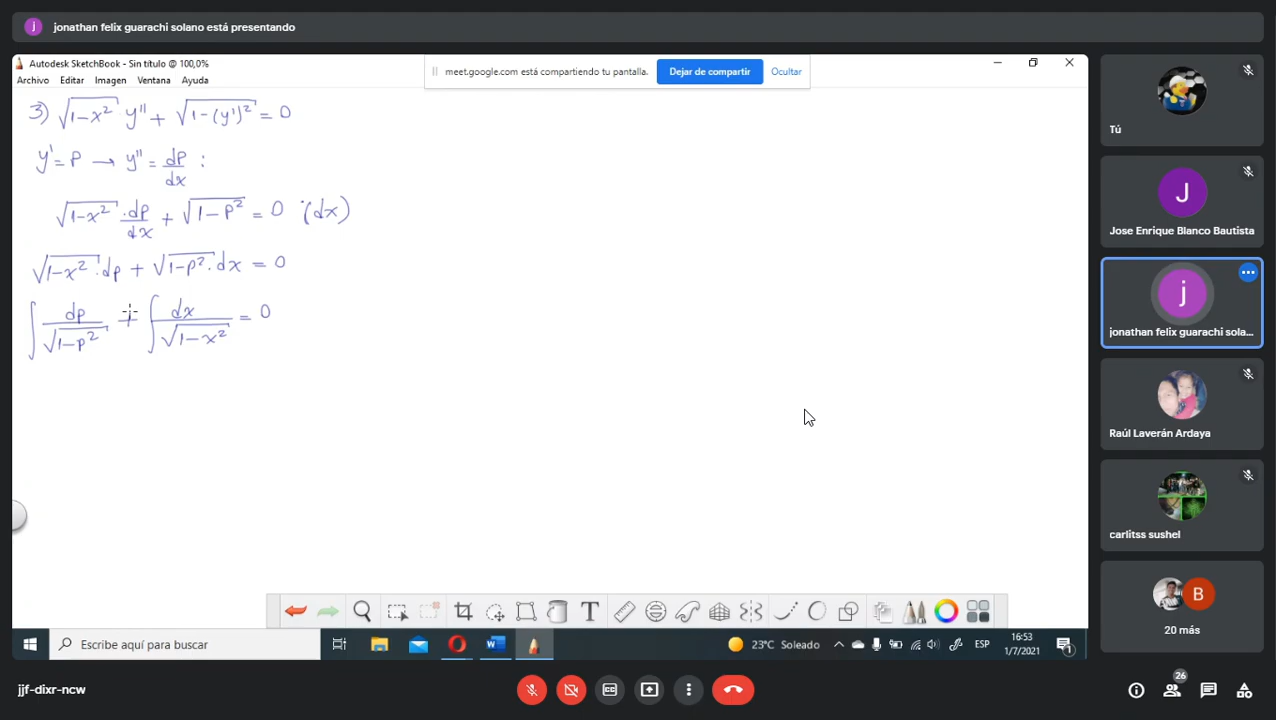 jonathan felix guarachi solano está presentando
Autodesk SketchBook - Sin título @ 100,0%
Archivo Editar Imagen Ventana Ayuda
meet.google.com está compartiendo tu pantalla. Dejar de compartir Ocultar
3) √(1-x²) y'' + √(1-(y')²) = 0
y' = P → y'' = dP/dx :
√(1-x²) · dP/dx + √(1-P²) = 0 ·(dx)
√(1-x²) · dp + √(1-p²) · dx = 0
∫ dp/√(1-p²) + ∫ dx/√(1-x²) = 0
Tú
J
Jose Enrique Blanco Bautista
j
jonathan felix guarachi sola...
Raúl Laverán Ardaya
carlitss sushel
B
20 más
Escribe aquí para buscar
23°C Soleado
ESP
16:53
1/7/2021
1
jjf-dixr-ncw
26